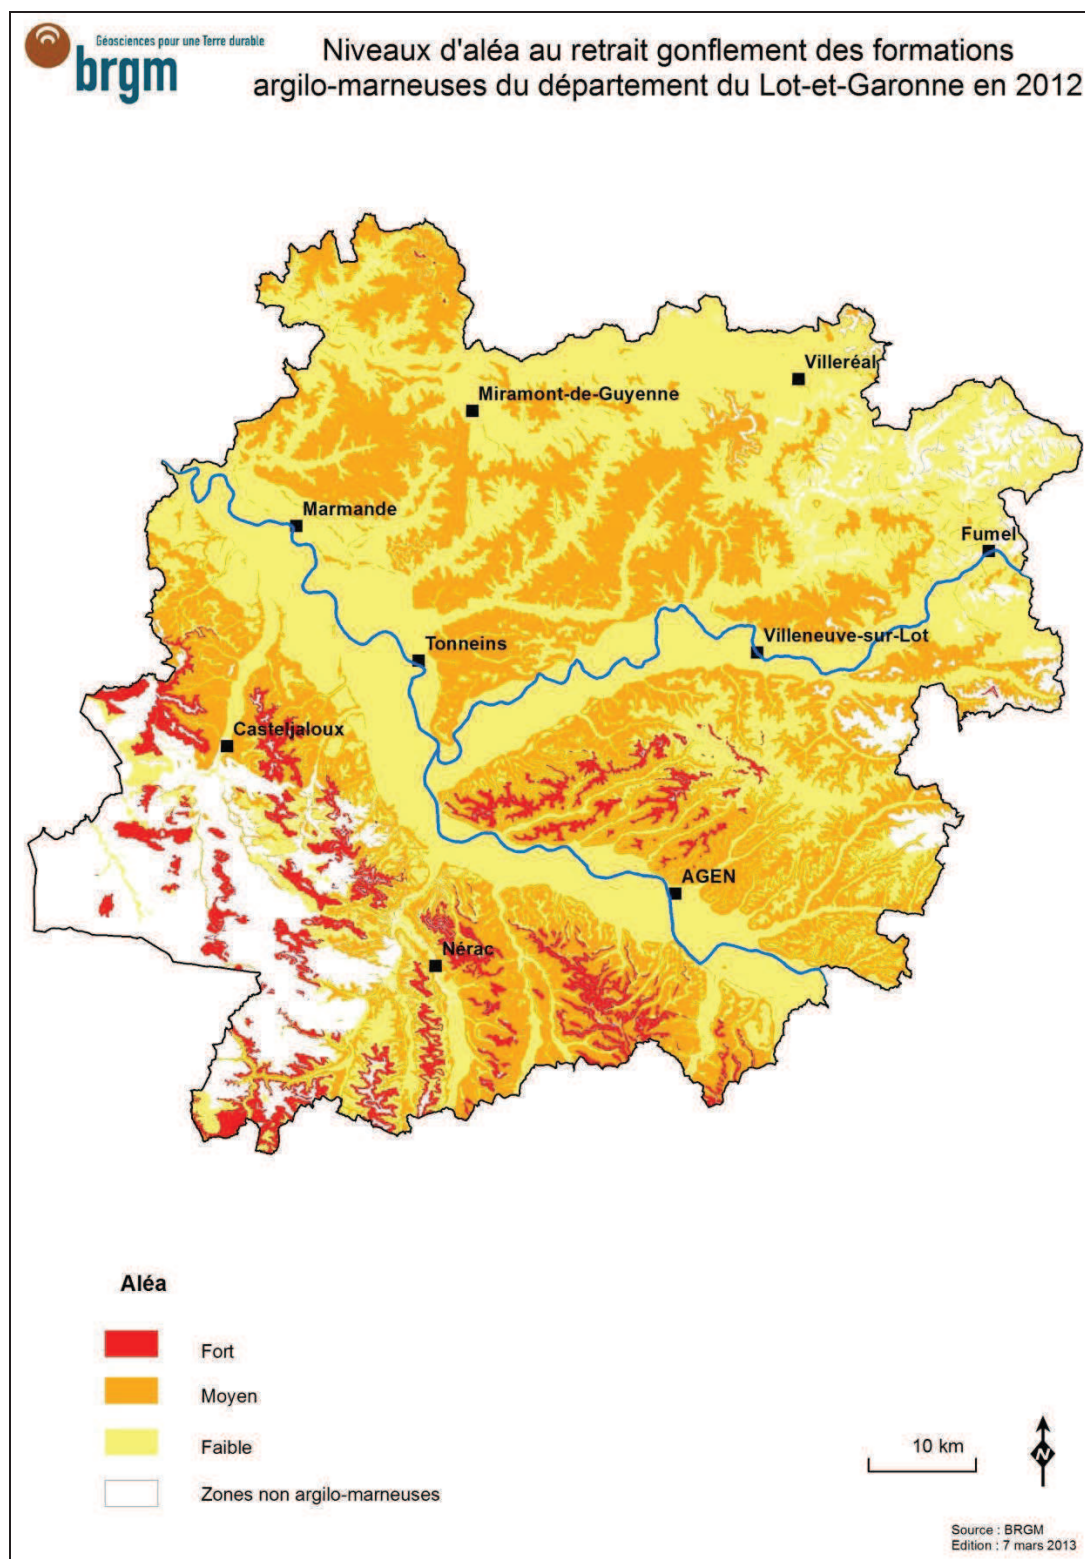 Géosciences pour une Terre durable
brgm
Niveaux d'aléa au retrait gonflement des formations
argilo-marneuses du département du Lot-et-Garonne en 2012
Villeréal
Miramont-de-Guyenne
Marmande
Fumel
Villeneuve-sur-Lot
Tonneins
Casteljaloux
AGEN
Nérac
Aléa
Fort
Moyen
Faible
Zones non argilo-marneuses
10 km
N
Source : BRGM
Edition : 7 mars 2013